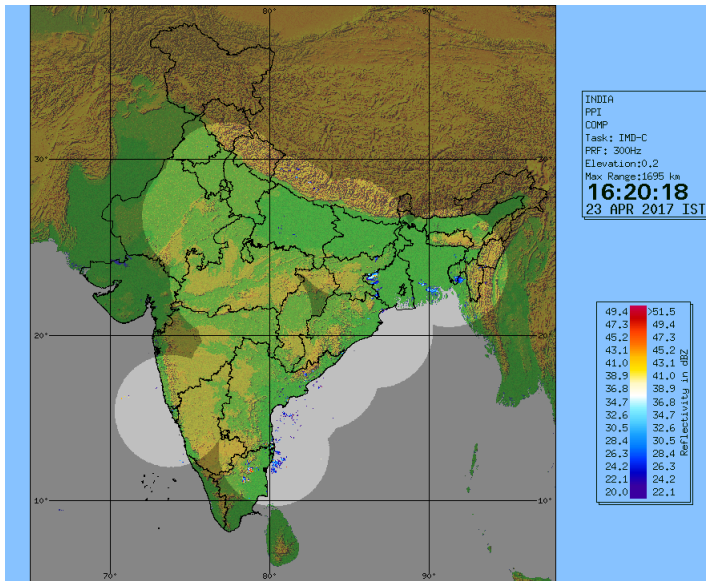 70° 80° 90°
30° 30°
20° 20°
10° 10°
70° 80° 90°
INDIA
PPI
COMP
Task: IMD-C
PRF: 300Hz
Elevation:0.2
Max Range:1695 km
16:20:18
23 APR 2017 IST
49.4 >51.5
47.3 49.4
45.2 47.3
43.1 45.2
41.0 43.1
38.9 41.0
36.8 38.9
34.7 36.8
32.6 34.7
30.5 32.6
28.4 30.5
26.3 28.4
24.2 26.3
22.1 24.2
20.0 22.1
Reflectivity in dBZ